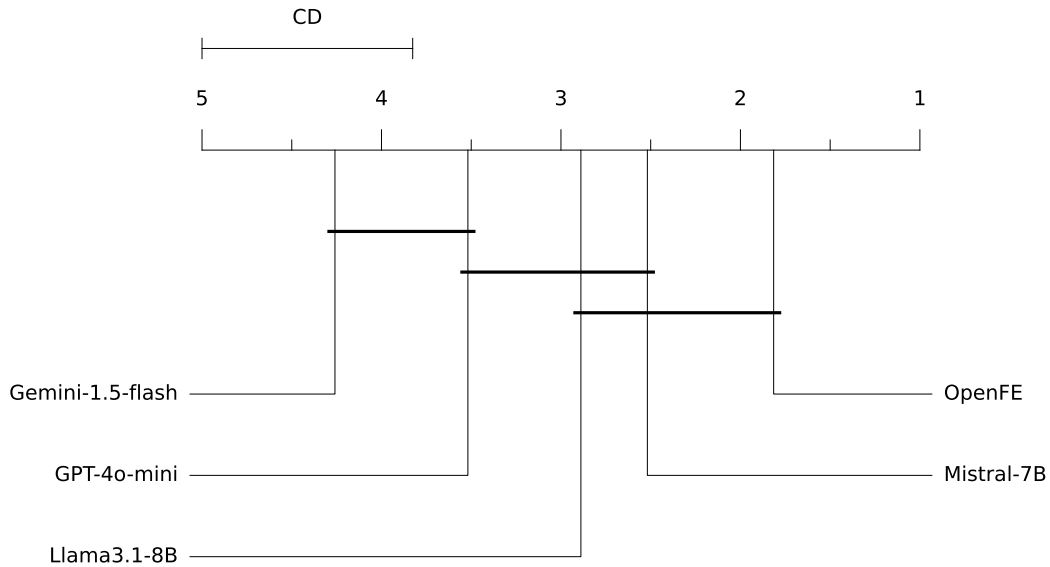 CD
5 4 3 2 1
Gemini-1.5-flash OpenFE
GPT-4o-mini Mistral-7B
Llama3.1-8B